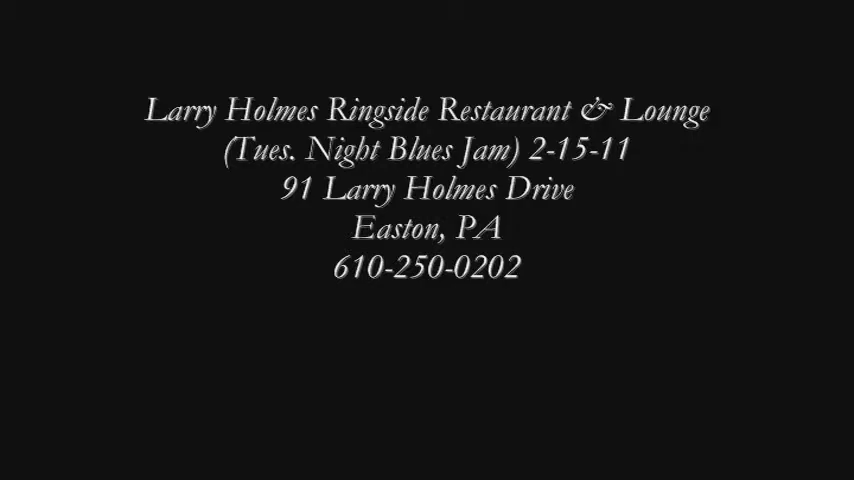 Larry Holmes Ringside Restaurant & Lounge
(Tues. Night Blues Jam) 2-15-11
91 Larry Holmes Drive
Easton, PA
610-250-0202